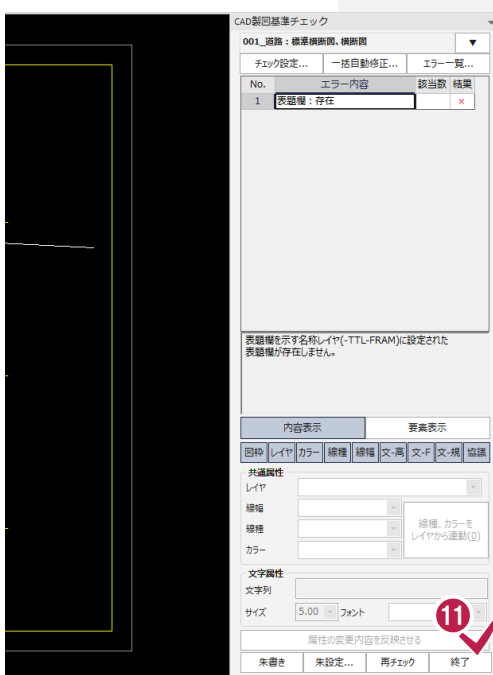 CAD製図基準チェック
001_道路:標準横断図、横断図 ▼
チェック設定... 一括自動修正... エラー一覧...
No. エラー内容 該当数 結果
1 表題欄:存在 ×
表題欄を示す名称レイヤ(-TTL-FRAM)に設定された
表題欄が存在しません。
内容表示 要素表示
図枠 レイヤ カラー 線種 線幅 文-高 文-F 文-規 協議
共通属性
レイヤ
線幅
線種
カラー
線種、カラーを
レイヤから連動(0)
文字属性
文字列
サイズ 5.00 フォント
11
属性の変更内容を反映させる
朱書き 朱設定... 再チェック 終了